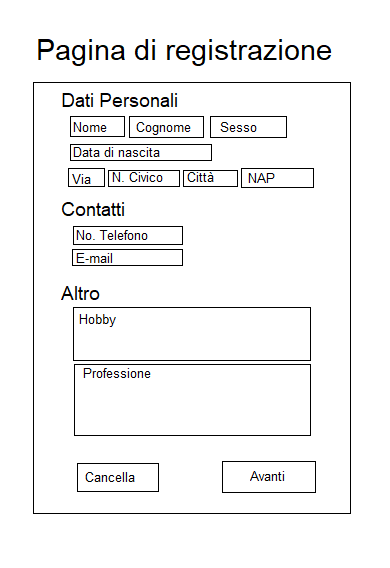 Pagina di registrazione
Dati Personali
Nome Cognome Sesso
Data di nascita
Via N. Civico Città NAP
Contatti
No. Telefono
E-mail
Altro
Hobby
Professione
Cancella Avanti